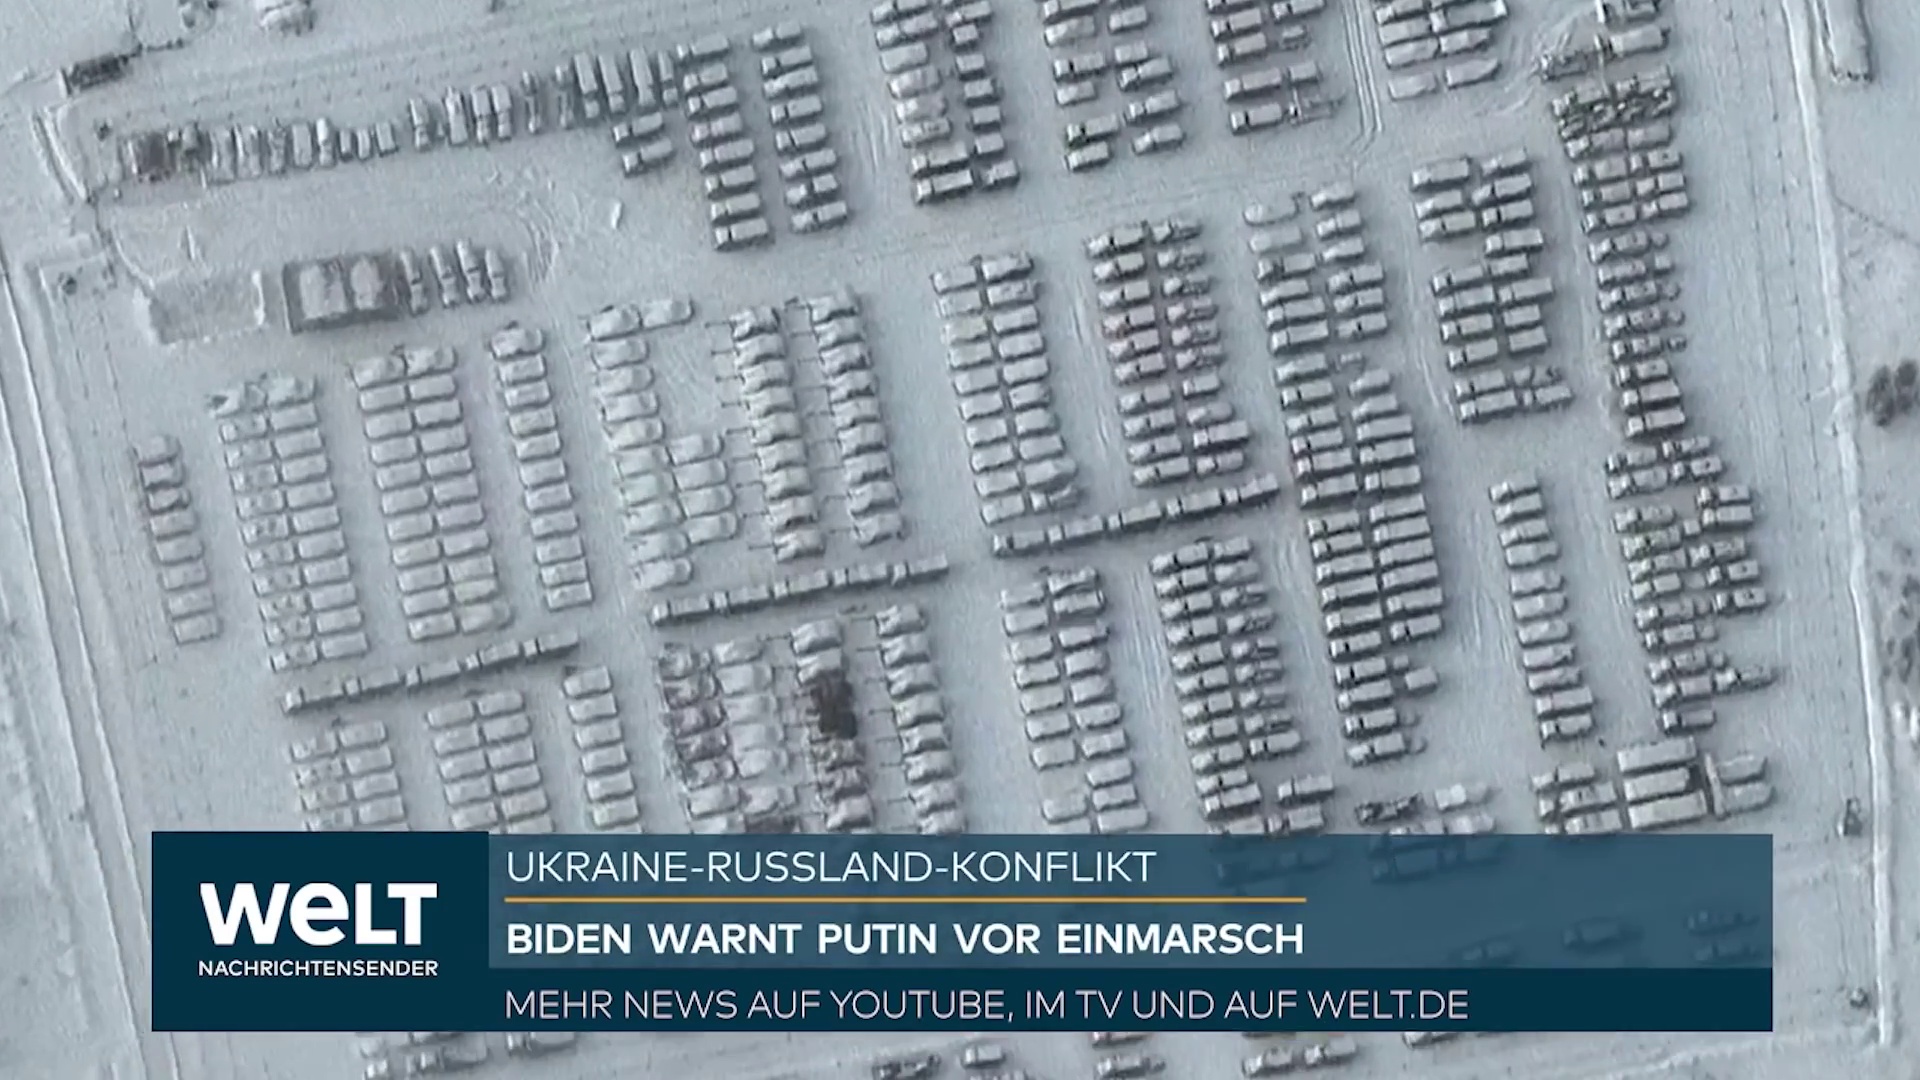 WELT
NACHRICHTENSENDER
UKRAINE-RUSSLAND-KONFLIKT
BIDEN WARNT PUTIN VOR EINMARSCH
MEHR NEWS AUF YOUTUBE, IM TV UND AUF WELT.DE